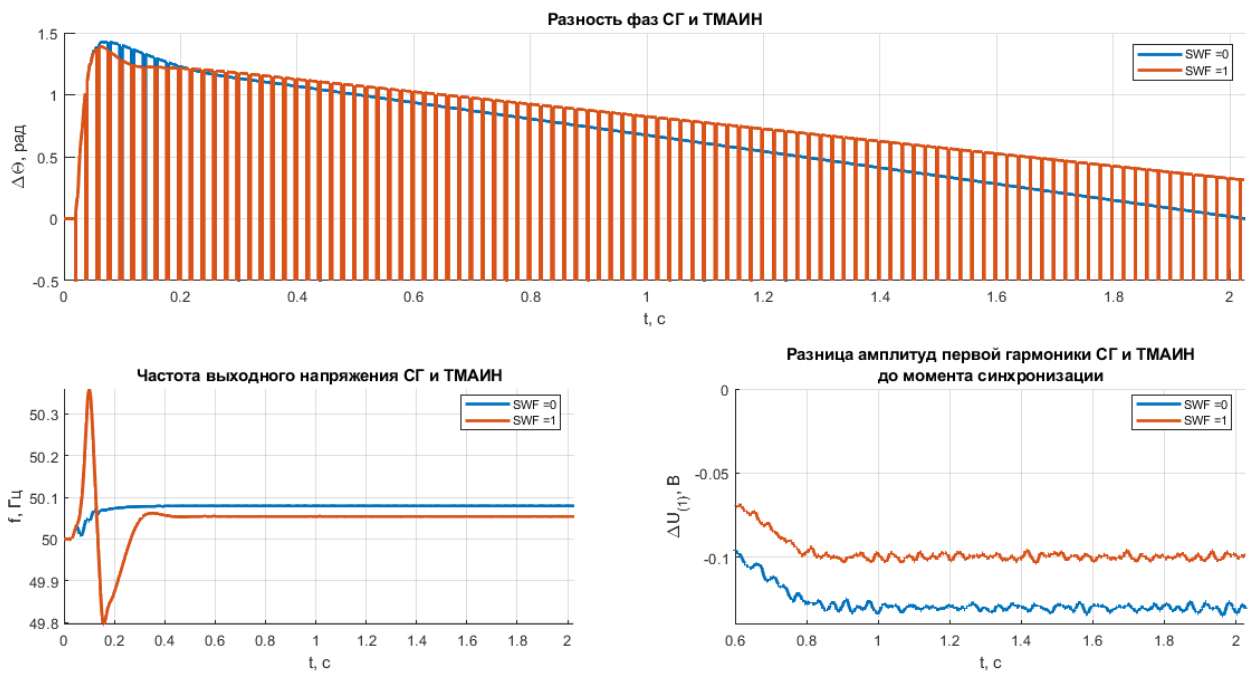 Разность фаз СГ и ТМАИН
1.5
1
0.5
0
-0.5
ΔΘ, рад
SWF =0
SWF =1
0
0.2
0.4
0.6
0.8
1
1.2
1.4
1.6
1.8
2
t, с
Частота выходного напряжения СГ и ТМАИН
50.3
50.2
50.1
50
49.9
49.8
f, Гц
SWF =0
SWF =1
0
0.2
0.4
0.6
0.8
1
1.2
1.4
1.6
1.8
2
t, с
Разница амплитуд первой гармоники СГ и ТМАИН
до момента синхронизации
0
-0.05
-0.1
ΔU(1), В
SWF =0
SWF =1
0.6
0.8
1
1.2
1.4
1.6
1.8
2
t, с